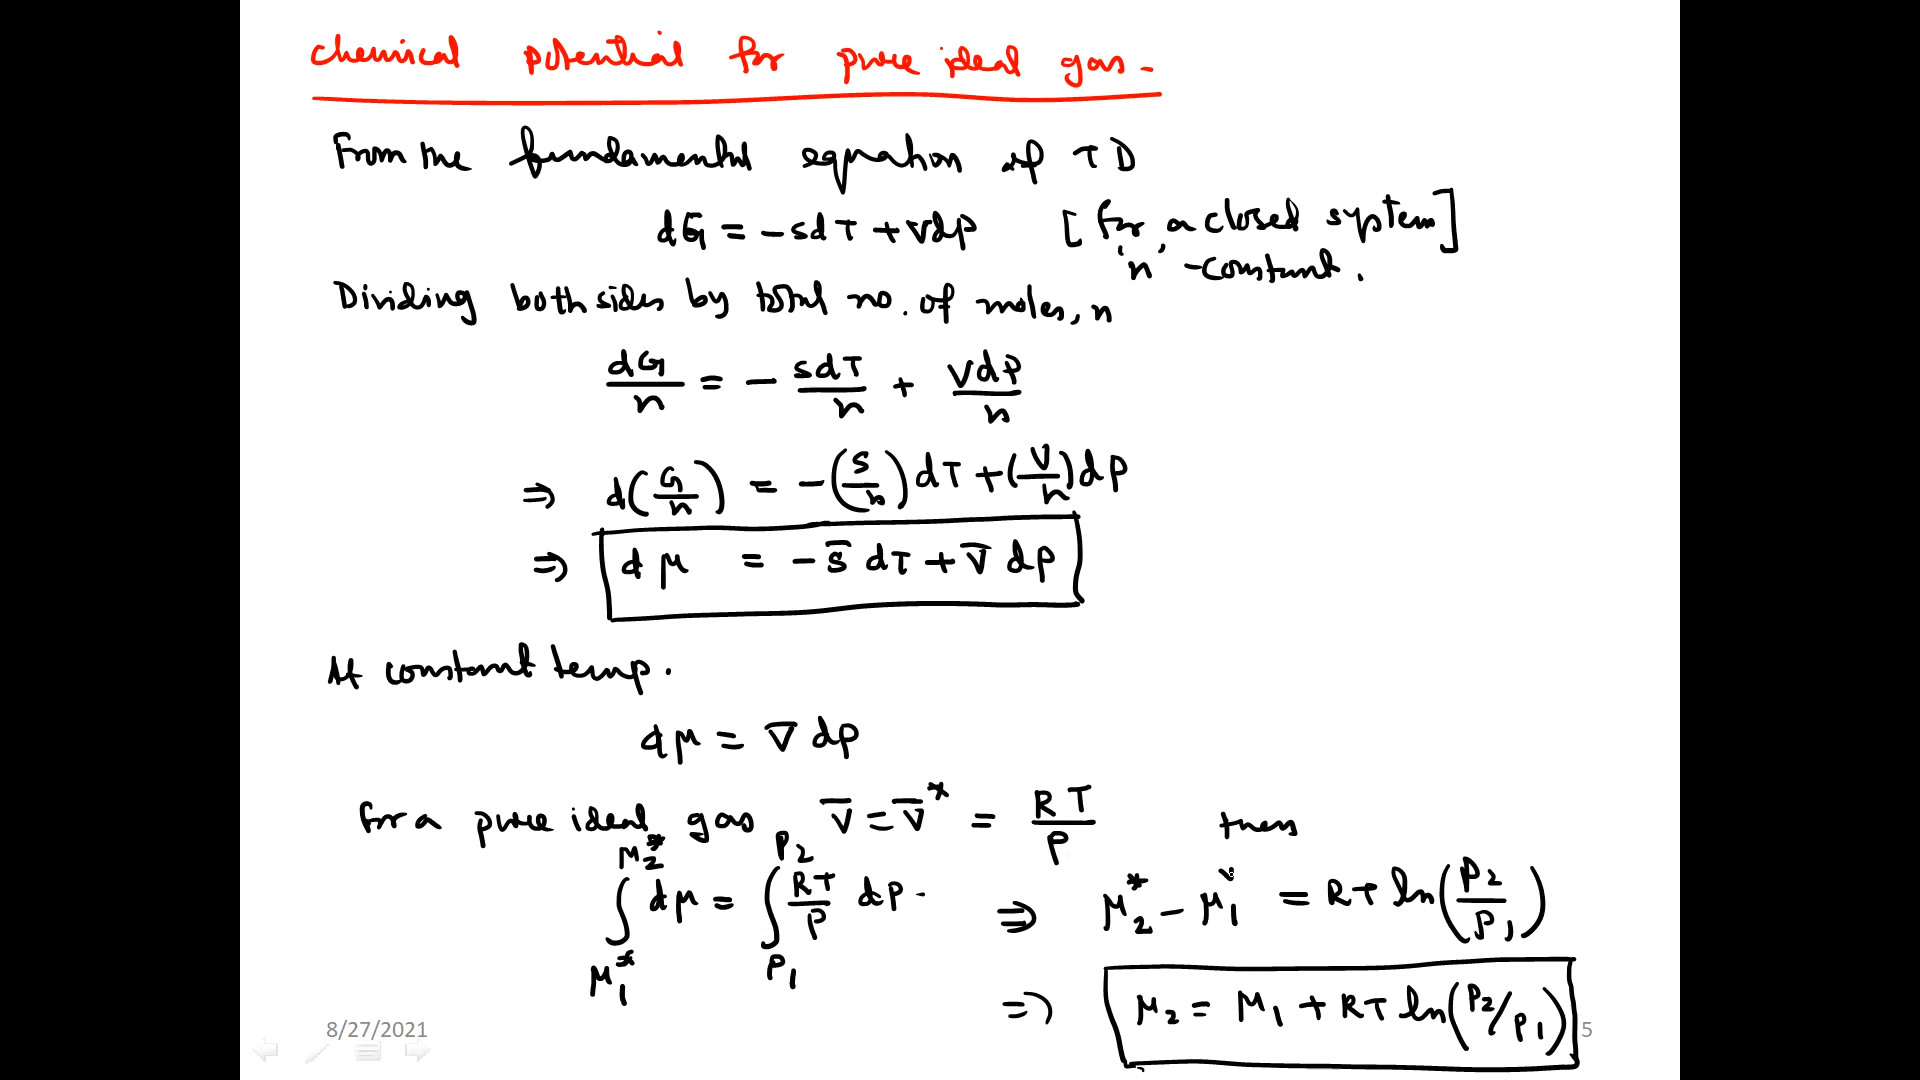 chemical potential for pure ideal gas.
From the fundamental equation of TD
dG = -sdT + vdp [for a closed system]
'n' -constant.
Dividing both sides by total no. of moles, n
dG/n = - sdT/n + Vdp/n
⇒ d(G/n) = -(s/n) dT + (V/n) dp
⇒ dμ = - s̅ dT + V̅ dp
At constant temp.
dμ = V̅ dp
for a pure ideal gas V̅ = V̅* = RT/P then
∫_{μ₁*}^{μ₂*} dμ = ∫_{P₁}^{P₂} RT/P dp. ⇒ μ₂* - μ₁* = RT ln(P₂/P₁)
⇒ μ₂ = μ₁ + RT ln(P₂/P₁)
8/27/2021
5